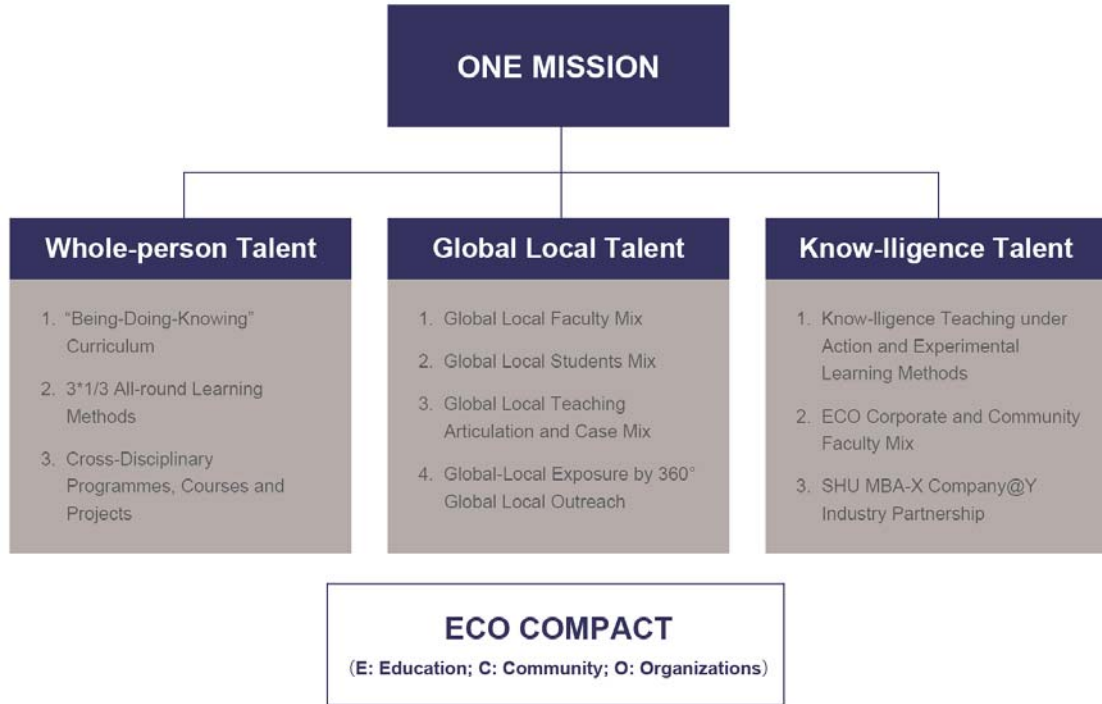 ONE MISSION
Whole-person Talent
1. “Being-Doing-Knowing”
Curriculum
2. 3*1/3 All-round Learning
Methods
3. Cross-Disciplinary
Programmes, Courses and
Projects
Global Local Talent
1. Global Local Faculty Mix
2. Global Local Students Mix
3. Global Local Teaching
Articulation and Case Mix
4. Global-Local Exposure by 360°
Global Local Outreach
Know-lligence Talent
1. Know-lligence Teaching under
Action and Experimental
Learning Methods
2. ECO Corporate and Community
Faculty Mix
3. SHU MBA-X Company@Y
Industry Partnership
ECO COMPACT
(E: Education; C: Community; O: Organizations)